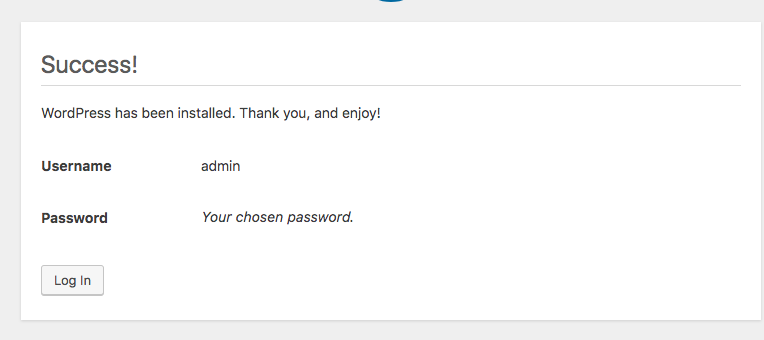 Success!
WordPress has been installed. Thank you, and enjoy!
Username admin
Password Your chosen password.
Log In